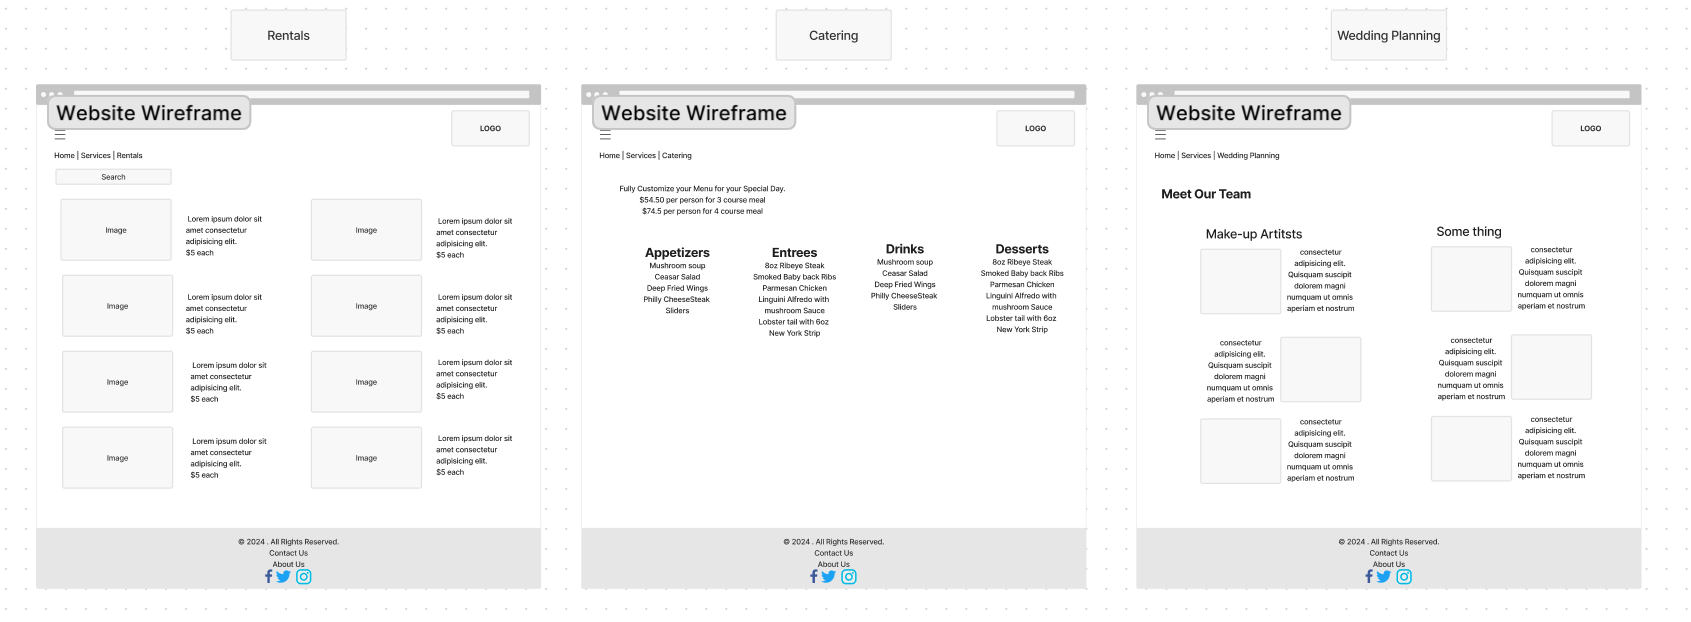 Rentals
Website Wireframe
LOGO
Home | Services | Rentals
Search
Image
Lorem ipsum dolor sit
amet consectetur
adipisicing elit.
$5 each
Image
Lorem ipsum dolor sit
amet consectetur
adipisicing elit.
$5 each
Image
Lorem ipsum dolor sit
amet consectetur
adipisicing elit.
$5 each
Image
Lorem ipsum dolor sit
amet consectetur
adipisicing elit.
$5 each
Image
Lorem ipsum dolor sit
amet consectetur
adipisicing elit.
$5 each
Image
Lorem ipsum dolor sit
amet consectetur
adipisicing elit.
$5 each
Image
Lorem ipsum dolor sit
amet consectetur
adipisicing elit.
$5 each
Image
Lorem ipsum dolor sit
amet consectetur
adipisicing elit.
$5 each
© 2024 . All Rights Reserved.
Contact Us
About Us
Catering
Website Wireframe
LOGO
Home | Services | Catering
Fully Customize your Menu for your Special Day.
$54.50 per person for 3 course meal
$74.5 per person for 4 course meal
Appetizers
Mushroom soup
Ceasar Salad
Deep Fried Wings
Philly CheeseSteak
Sliders
Entrees
8oz Ribeye Steak
Smoked Baby back Ribs
Parmesan Chicken
Linguini Alfredo with
mushroom Sauce
Lobster tail with 6oz
New York Strip
Drinks
Mushroom soup
Ceasar Salad
Deep Fried Wings
Philly CheeseSteak
Sliders
Desserts
8oz Ribeye Steak
Smoked Baby back Ribs
Parmesan Chicken
Linguini Alfredo with
mushroom Sauce
Lobster tail with 6oz
New York Strip
© 2024 . All Rights Reserved.
Contact Us
About Us
Wedding Planning
Website Wireframe
LOGO
Home | Services | Wedding Planning
Meet Our Team
Make-up Artitsts
consectetur
adipisicing elit.
Quisquam suscipit
dolorem magni
numquam ut omnis
aperiam et nostrum
consectetur
adipisicing elit.
Quisquam suscipit
dolorem magni
numquam ut omnis
aperiam et nostrum
consectetur
adipisicing elit.
Quisquam suscipit
dolorem magni
numquam ut omnis
aperiam et nostrum
Some thing
consectetur
adipisicing elit.
Quisquam suscipit
dolorem magni
numquam ut omnis
aperiam et nostrum
consectetur
adipisicing elit.
Quisquam suscipit
dolorem magni
numquam ut omnis
aperiam et nostrum
consectetur
adipisicing elit.
Quisquam suscipit
dolorem magni
numquam ut omnis
aperiam et nostrum
© 2024 . All Rights Reserved.
Contact Us
About Us